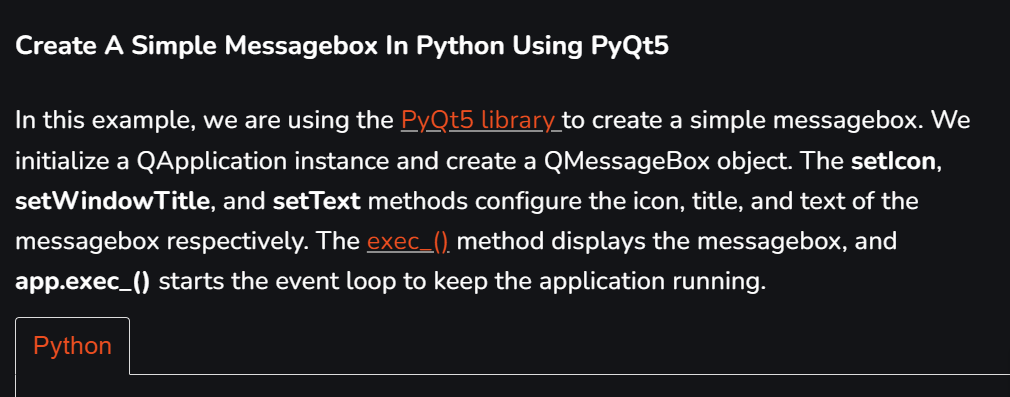 Create A Simple Messagebox In Python Using PyQt5
In this example, we are using the PyQt5 library to create a simple messagebox. We
initialize a QApplication instance and create a QMessageBox object. The setIcon,
setWindowTitle, and setText methods configure the icon, title, and text of the
messagebox respectively. The exec_() method displays the messagebox, and
app.exec_() starts the event loop to keep the application running.
Python